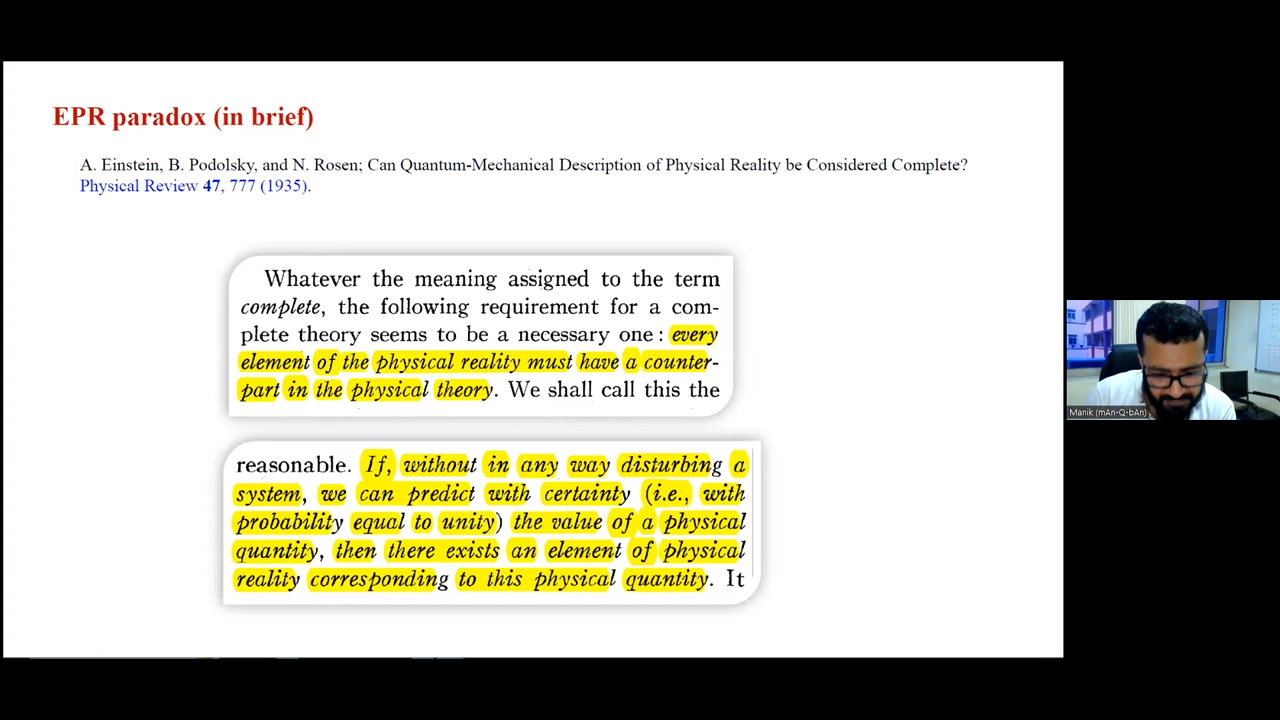 EPR paradox (in brief)
A. Einstein, B. Podolsky, and N. Rosen; Can Quantum-Mechanical Description of Physical Reality be Considered Complete?
Physical Review 47, 777 (1935).
Whatever the meaning assigned to the term
complete, the following requirement for a com-
plete theory seems to be a necessary one: every
element of the physical reality must have a counter-
part in the physical theory. We shall call this the
reasonable. If, without in any way disturbing a
system, we can predict with certainty (i.e., with
probability equal to unity) the value of a physical
quantity, then there exists an element of physical
reality corresponding to this physical quantity. It
Manik (mAn-Q-bAn)